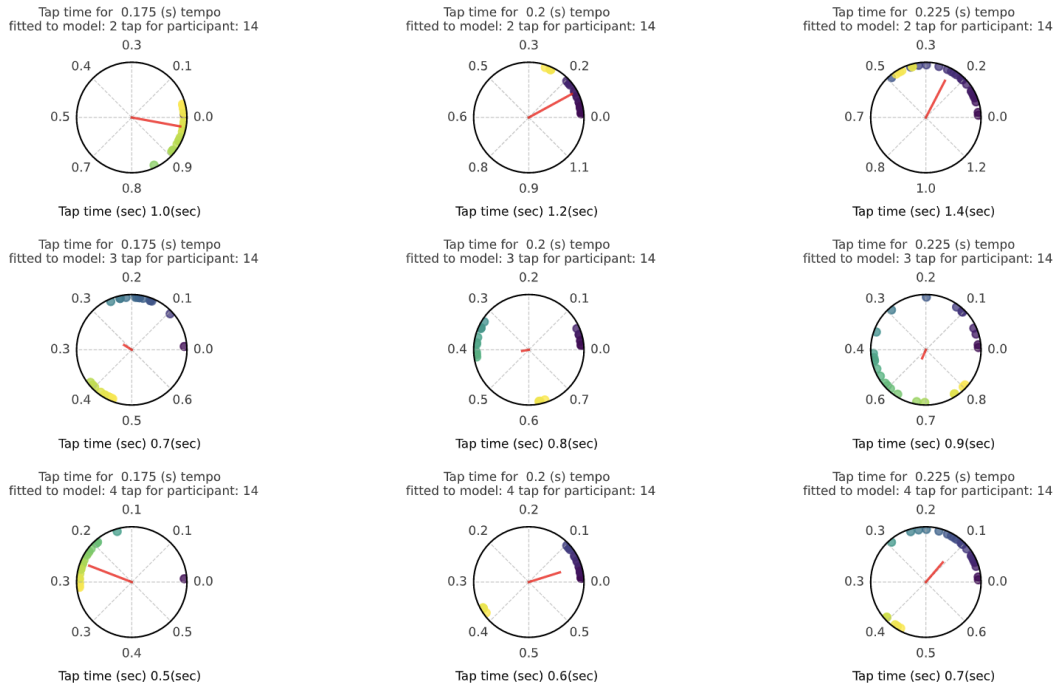 Tap time for  0.175 (s) tempo
fitted to model: 2 tap for participant: 14
0.3
0.4
0.1
0.5
0.0
0.7
0.9
0.8
Tap time (sec) 1.0(sec)
Tap time for  0.2 (s) tempo
fitted to model: 2 tap for participant: 14
0.3
0.5
0.2
0.6
0.0
0.8
1.1
0.9
Tap time (sec) 1.2(sec)
Tap time for  0.225 (s) tempo
fitted to model: 2 tap for participant: 14
0.3
0.5
0.2
0.7
0.0
0.8
1.2
1.0
Tap time (sec) 1.4(sec)
Tap time for  0.175 (s) tempo
fitted to model: 3 tap for participant: 14
0.2
0.3
0.1
0.3
0.0
0.4
0.6
0.5
Tap time (sec) 0.7(sec)
Tap time for  0.2 (s) tempo
fitted to model: 3 tap for participant: 14
0.2
0.3
0.1
0.4
0.0
0.5
0.7
0.6
Tap time (sec) 0.8(sec)
Tap time for  0.225 (s) tempo
fitted to model: 3 tap for participant: 14
0.2
0.3
0.1
0.4
0.0
0.6
0.8
0.7
Tap time (sec) 0.9(sec)
Tap time for  0.175 (s) tempo
fitted to model: 4 tap for participant: 14
0.1
0.2
0.1
0.3
0.0
0.3
0.5
0.4
Tap time (sec) 0.5(sec)
Tap time for  0.2 (s) tempo
fitted to model: 4 tap for participant: 14
0.2
0.2
0.1
0.3
0.0
0.4
0.5
0.5
Tap time (sec) 0.6(sec)
Tap time for  0.225 (s) tempo
fitted to model: 4 tap for participant: 14
0.2
0.3
0.1
0.3
0.0
0.4
0.6
0.5
Tap time (sec) 0.7(sec)